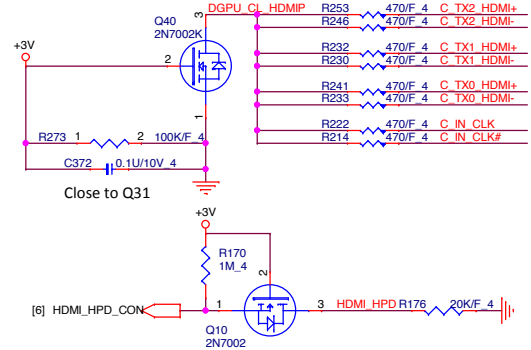 DGPU_CL_HDMIP
R253 470/F_4 C_TX2_HDMI+
R246 470/F_4 C_TX2_HDMI-
Q40
2N7002K
3
+3V
2
R232 470/F_4 C_TX1_HDMI+
R230 470/F_4 C_TX1_HDMI-
R241 470/F_4 C_TX0_HDMI+
R233 470/F_4 C_TX0_HDMI-
1
R222 470/F_4 C_IN_CLK
R214 470/F_4 C_IN_CLK#
R273 1 2 100K/F_4
C372 0.1U/10V_4
Close to Q31
+3V
R170
1M_4
2
[6] HDMI_HPD_CON 1 3 HDMI_HPD R176 20K/F_4
Q10
2N7002